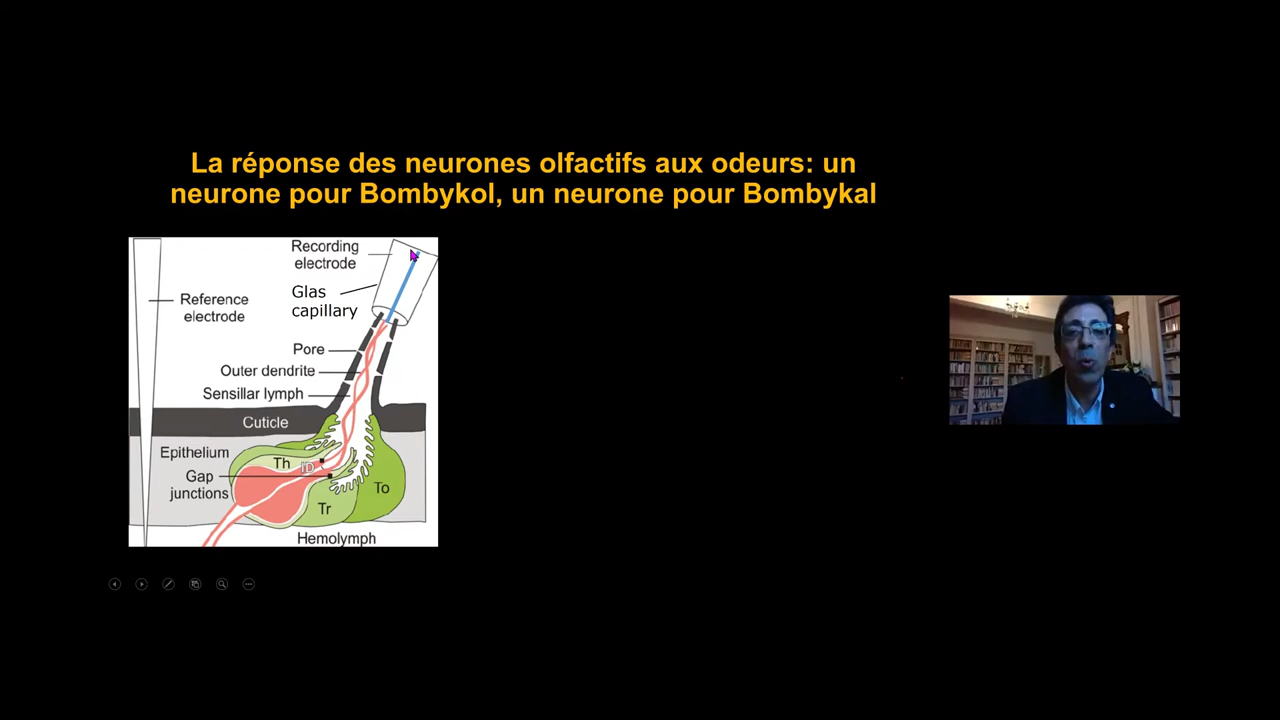 La réponse des neurones olfactifs aux odeurs: un
neurone pour Bombykol, un neurone pour Bombykal
Recording
electrode
Glas
capillary
Reference
electrode
Pore
Outer dendrite
Sensillar lymph
Cuticle
Epithelium
Th
ID
Gap
junctions
To
Tr
Hemolymph